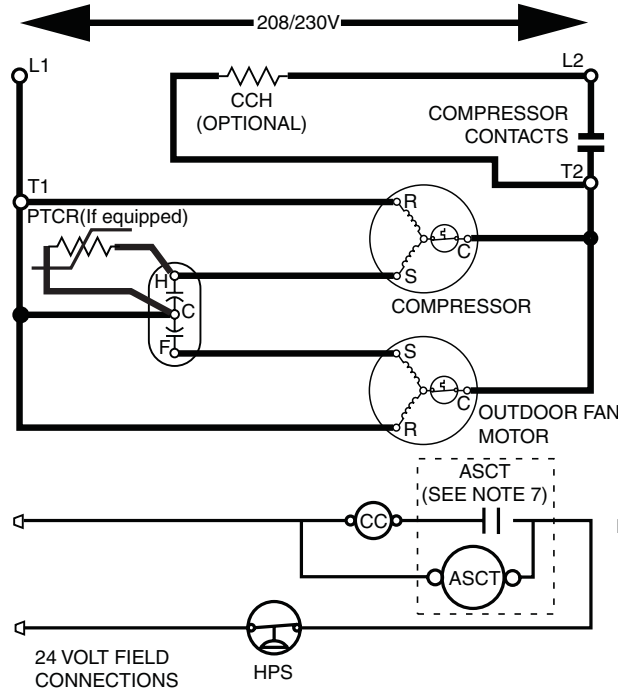 208/230V
L1
L2
CCH
(OPTIONAL)
COMPRESSOR
CONTACTS
T2
T1
PTCR(If equipped)
R
C
S
H
COMPRESSOR
C
F
S
C
R
OUTDOOR FAN
MOTOR
ASCT
(SEE NOTE 7)
CC
ASCT
24 VOLT FIELD
CONNECTIONS
HPS